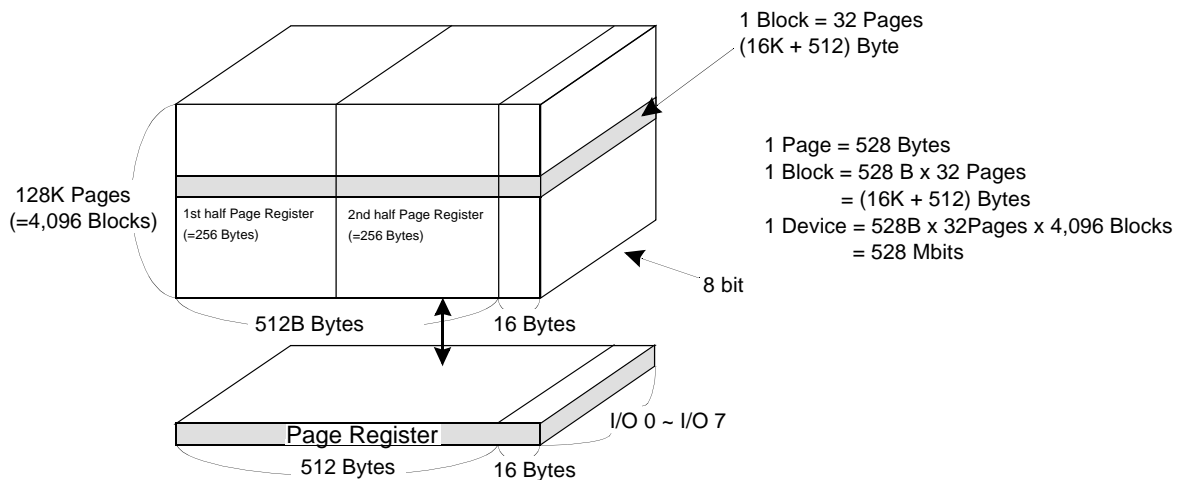 1 Block = 32 Pages
(16K + 512) Byte
1 Page = 528 Bytes
1 Block = 528 B x 32 Pages
= (16K + 512) Bytes
1 Device = 528B x 32Pages x 4,096 Blocks
= 528 Mbits
128K Pages
(=4,096 Blocks)
1st half Page Register
(=256 Bytes)
2nd half Page Register
(=256 Bytes)
8 bit
512B Bytes
16 Bytes
I/O 0 ~ I/O 7
Page Register
512 Bytes
16 Bytes